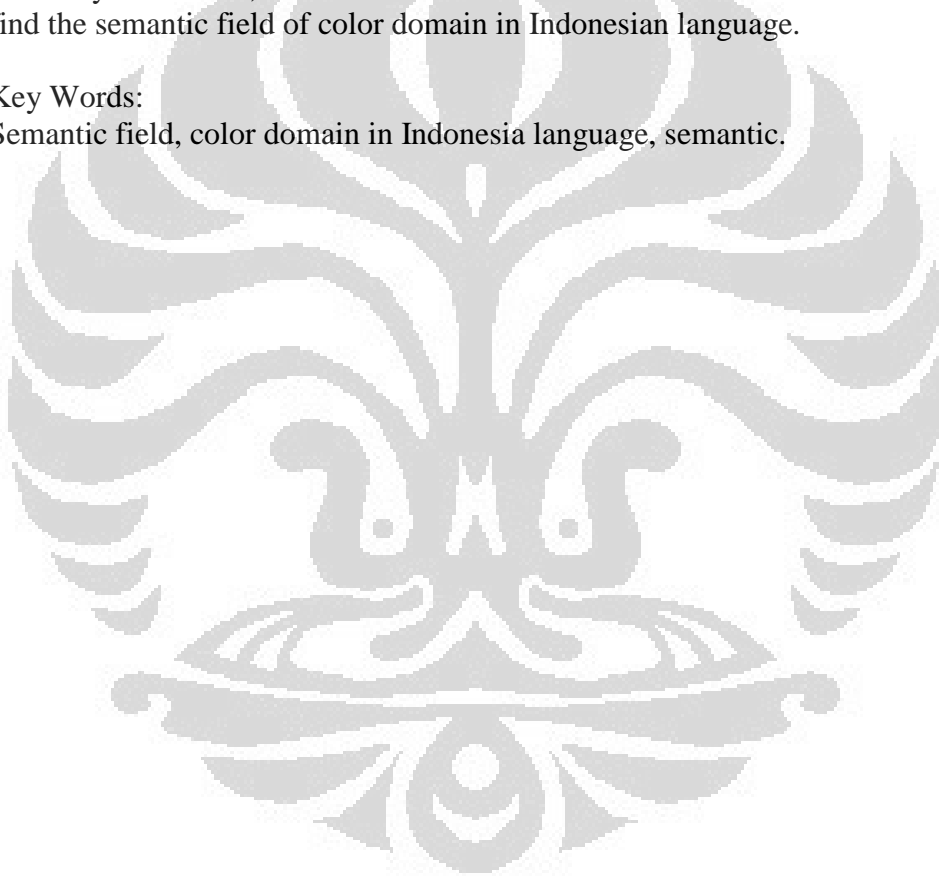 find the semantic field of color domain in Indonesian language.
Key Words:
Semantic field, color domain in Indonesia language, semantic.